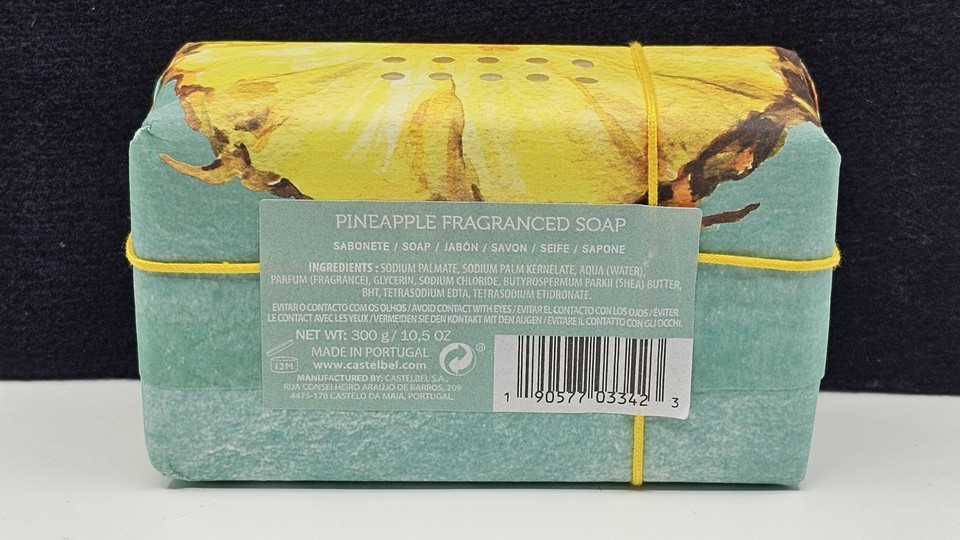 PINEAPPLE FRAGRANCED SOAP
SABONETE / SOAP / JABÓN / SAVON / SEIFE / SAPONE
INGREDIENTS : SODIUM PALMATE, SODIUM PALM KERNELATE, AQUA (WATER),
PARFUM (FRAGRANCE), GLYCERIN, SODIUM CHLORIDE, BUTYROSPERMUM PARKII (SHEA) BUTTER,
BHT, TETRASODIUM EDTA, TETRASODIUM ETIDRONATE.
EVITAR O CONTACTO COM OS OLHOS / AVOID CONTACT WITH EYES / EVITAR EL CONTACTO CON LOS OJOS / ÉVITER
LE CONTACT AVEC LES YEUX / VERMEIDEN SIE DEN KONTAKT MIT DEN AUGEN / EVITARE IL CONTATTO CON GLI OCCHI.
NET WT: 300 g / 10,5 OZ
MADE IN PORTUGAL
12M
www.castelbel.com
®
MANUFACTURED BY: CASTELBEL S.A.,
RUA CONSELHEIRO ARAÚJO DE BARROS, 209
4475-178 CASTELO DA MAIA, PORTUGAL.
1 90577 03342 3